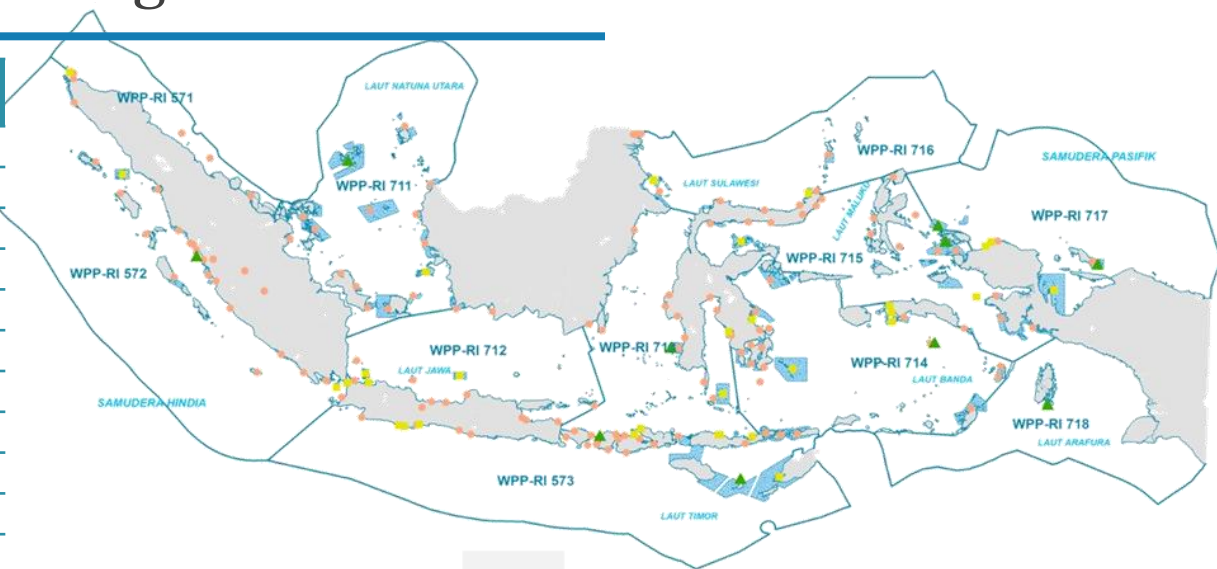 g
WPP-RI 571
LAUT NATUNA UTARA
WPP-RI 716
SAMUDERA PASIFIK
WPP-RI 711
LAUT SULAWESI
LAUT MALUKU
WPP-RI 717
WPP-RI 572
WPP-RI 715
WPP-RI 712
WPP-RI 713
WPP-RI 714
LAUT JAWA
LAUT BANDA
SAMUDERA HINDIA
WPP-RI 718
LAUT ARAFURA
WPP-RI 573
LAUT TIMOR